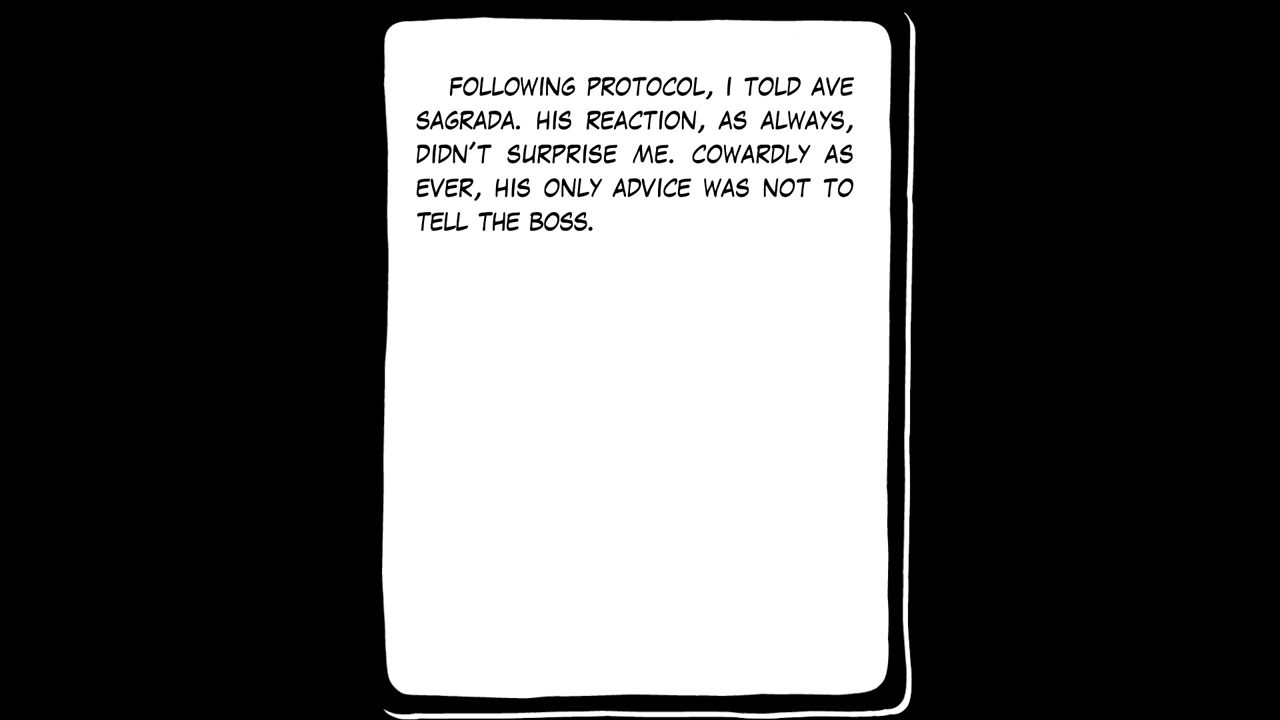 FOLLOWING PROTOCOL, I TOLD AVE
SAGRADA. HIS REACTION, AS ALWAYS,
DIDN'T SURPRISE ME. COWARDLY AS
EVER, HIS ONLY ADVICE WAS NOT TO
TELL THE BOSS.